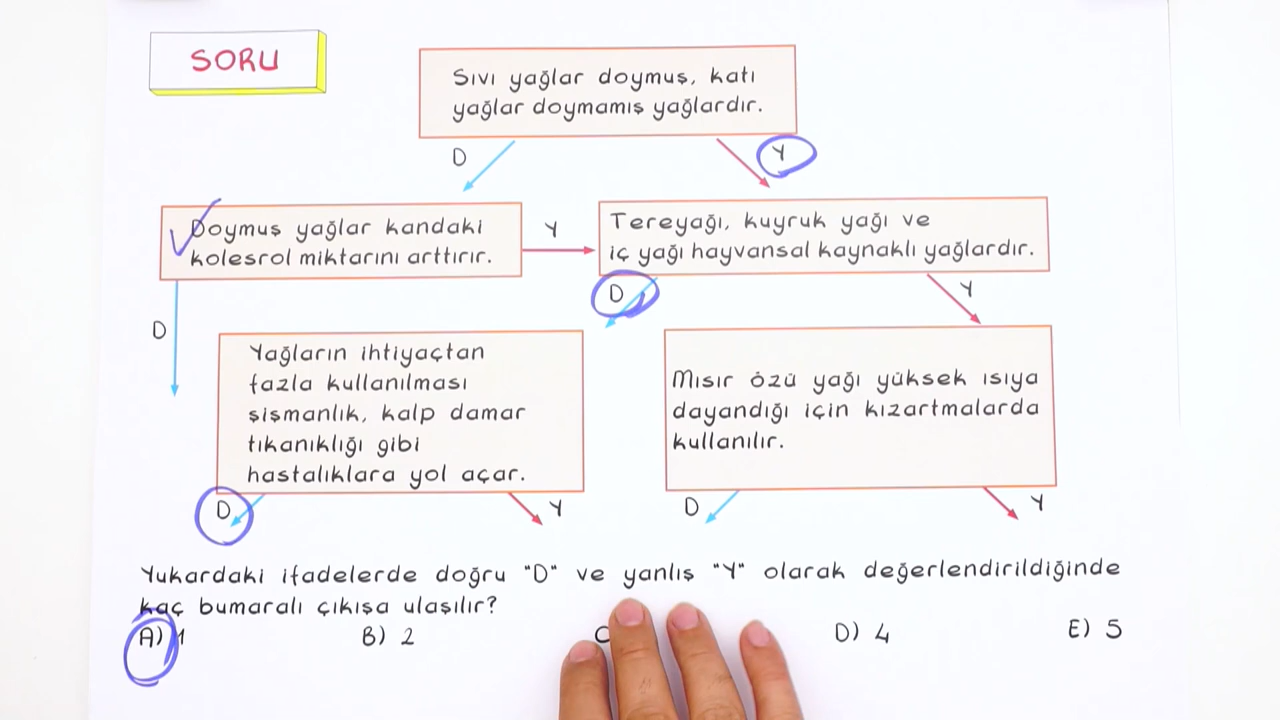 SORU
Sıvı yağlar doymuş, katı
yağlar doymamış yağlardır.
D
Y
Doymuş yağlar kandaki
kolesrol miktarını arttırır.
Y
Tereyağı, kuyruk yağı ve
iç yağı hayvansal kaynaklı yağlardır.
D
D
Y
Yağların ihtiyaçtan
fazla kullanılması
şişmanlık, kalp damar
tıkanıklığı gibi
hastalıklara yol açar.
Mısır özü yağı yüksek ısıya
dayandığı için kızartmalarda
kullanılır.
D
Y
D
Y
Yukardaki ifadelerde doğru "D" ve yanlış "Y" olarak değerlendirildiğinde
kaç bumaralı çıkışa ulaşılır?
A) 1
B) 2
D) 4
E) 5